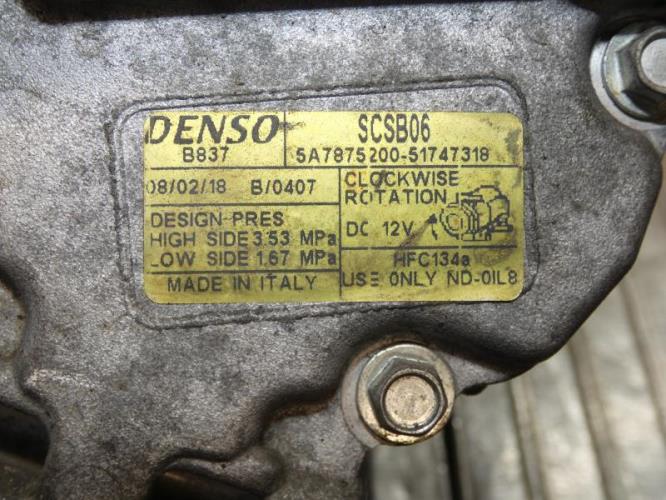 DENSO SCSB06
B837 5A7875200-51747318
08/02/18 B/0407
CLOCKWISE
ROTATION
DESIGN PRES
HIGH SIDE 3.53 MPa
LOW SIDE 1.67 MPa
DC 12V
HFC134a
MADE IN ITALY
USE ONLY ND-OIL8